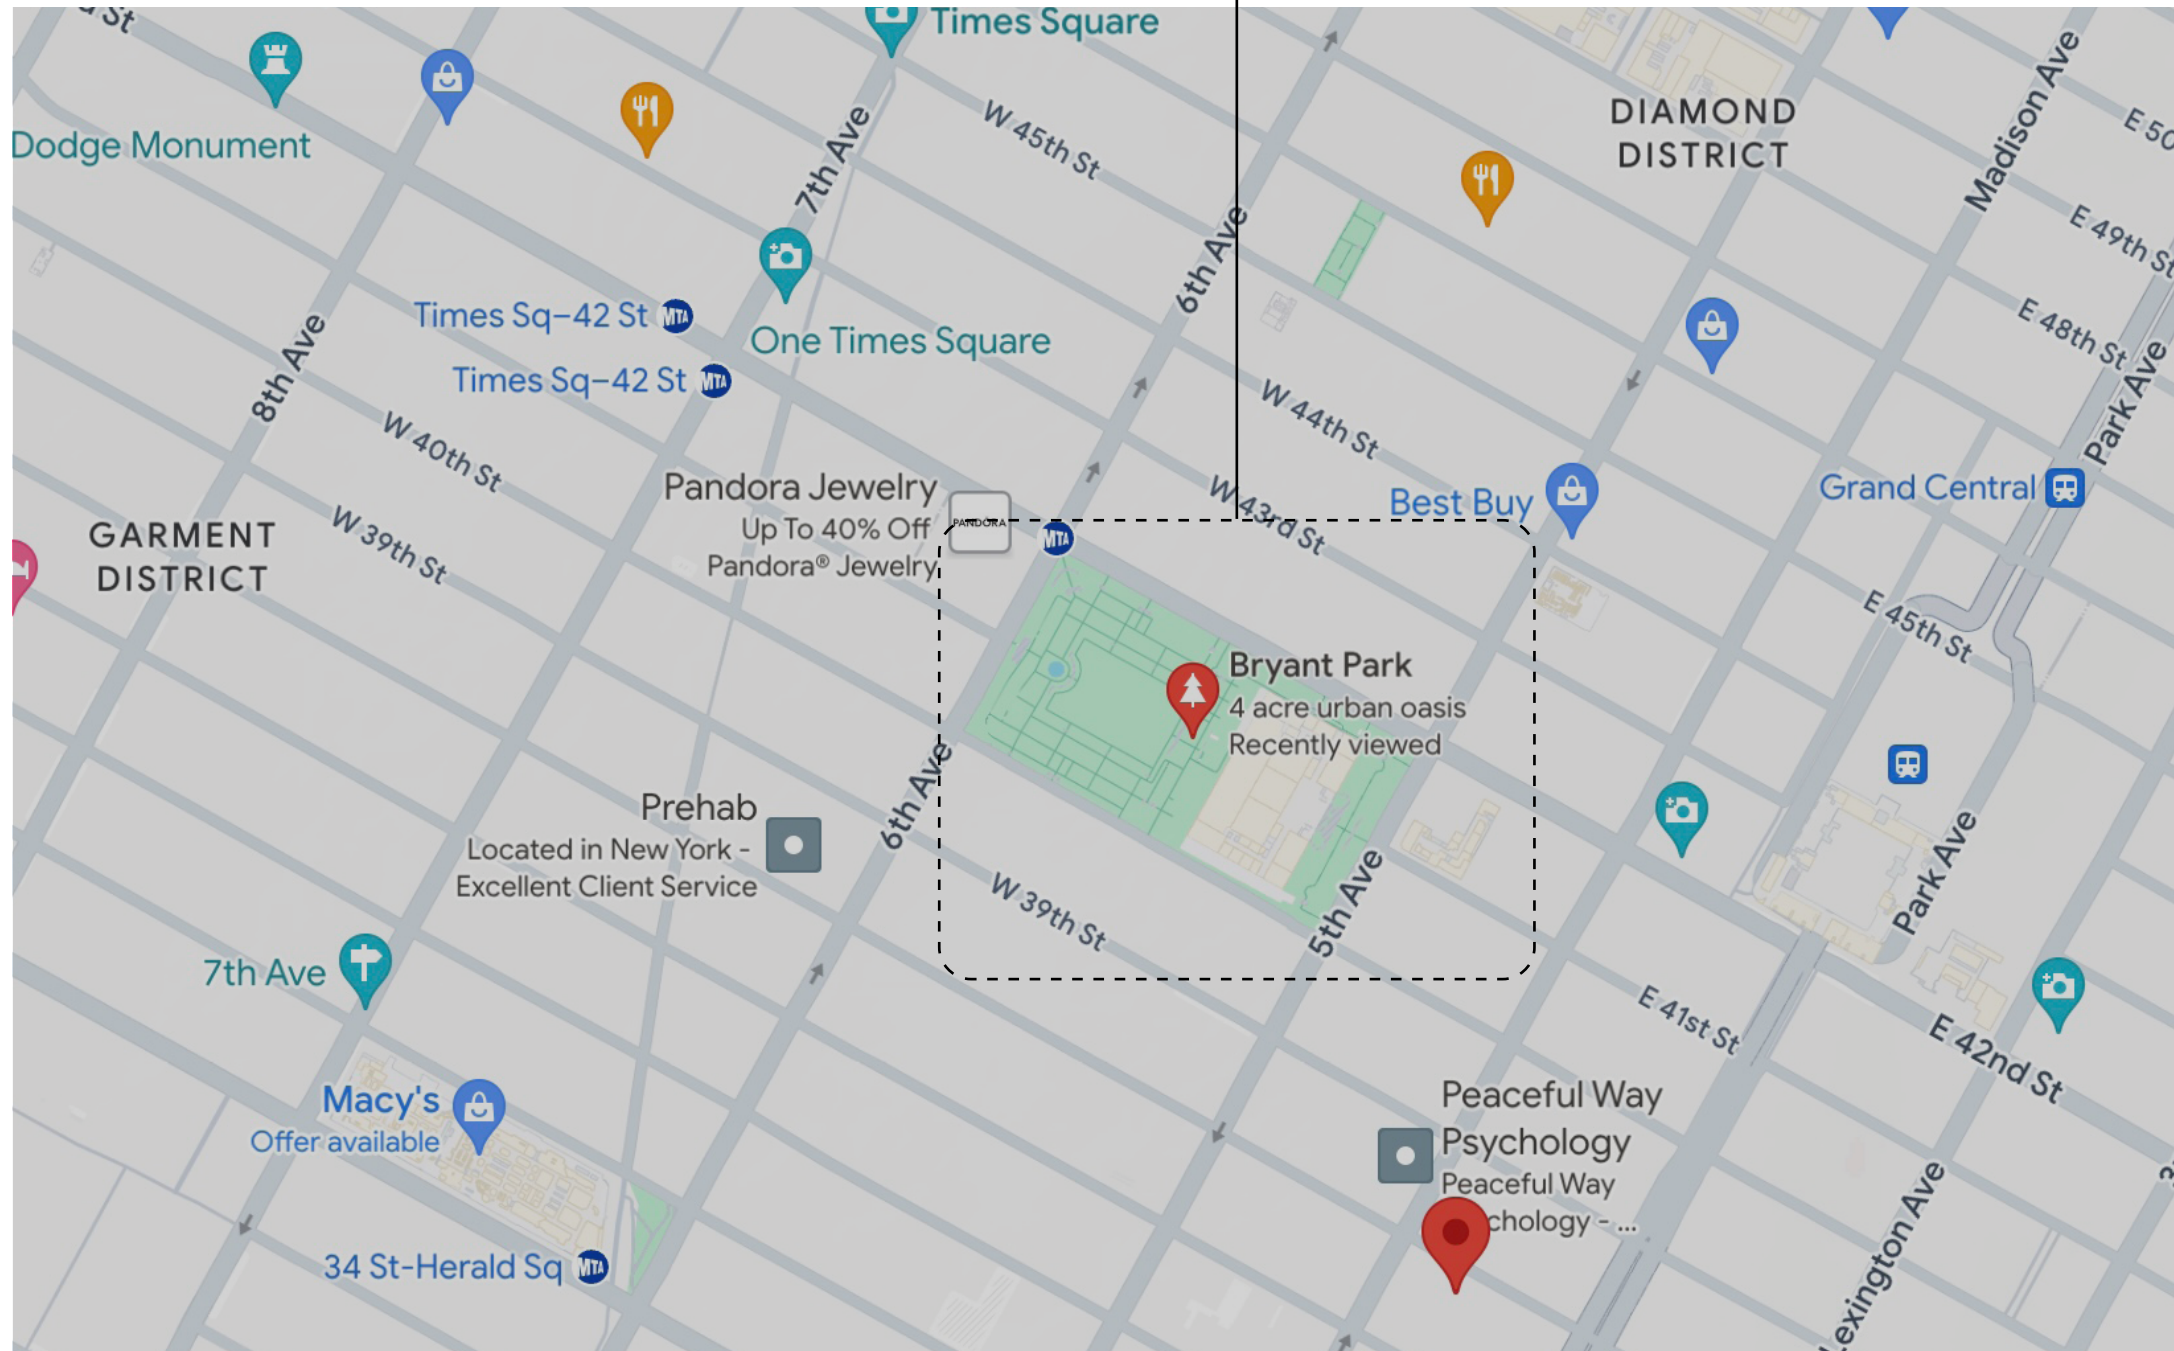 Times Square
Dodge Monument
W 45th St
DIAMOND
DISTRICT
Madison Ave
E 50
7th Ave
6th Ave
E 49th St
Times Sq–42 St MTA
One Times Square
E 48th St
Times Sq–42 St MTA
8th Ave
W 44th St
Park Ave
W 40th St
Pandora Jewelry
Up To 40% Off
Pandora® Jewelry
PANDORA
MTA
W 43rd St
Best Buy
Grand Central
GARMENT
DISTRICT
W 39th St
E 45th St
Bryant Park
4 acre urban oasis
Recently viewed
6th Ave
Prehab
Located in New York -
Excellent Client Service
W 39th St
5th Ave
Park Ave
7th Ave
E 41st St
E 42nd St
Macy's
Offer available
Peaceful Way
Psychology
Peaceful Way
chology - ...
34 St-Herald Sq MTA
Lexington Ave